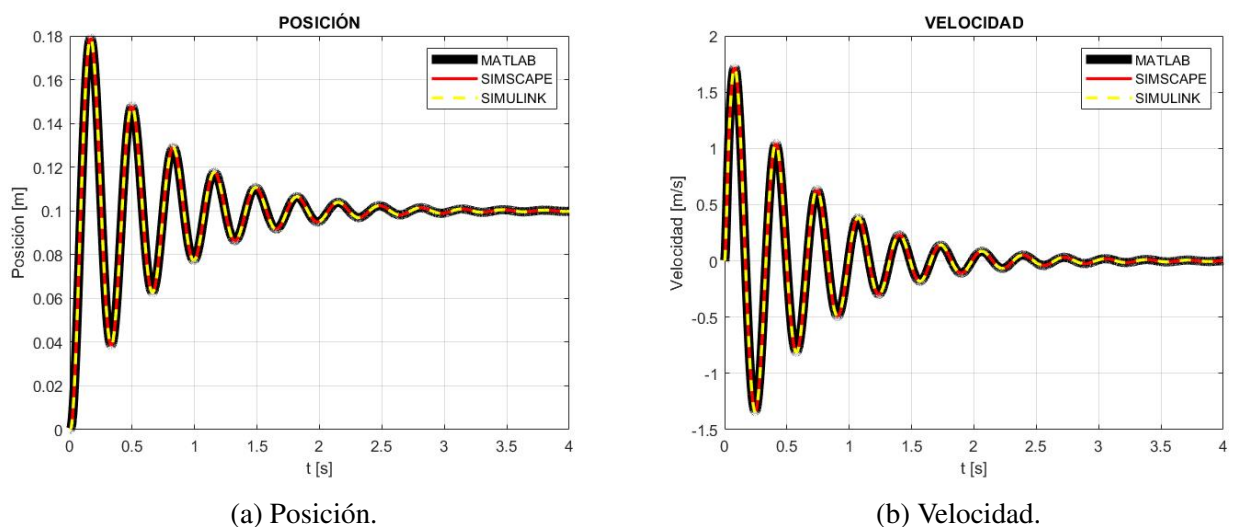 POSICIÓN
0.18
0.16
0.14
0.12
0.1
0.08
0.06
0.04
0.02
0
Posición [m]
0 0.5 1 1.5 2 2.5 3 3.5 4
t [s]
MATLAB
SIMSCAPE
SIMULINK
(a) Posición.
VELOCIDAD
2
1.5
1
0.5
0
-0.5
-1
-1.5
Velocidad [m/s]
0 0.5 1 1.5 2 2.5 3 3.5 4
t [s]
MATLAB
SIMSCAPE
SIMULINK
(b) Velocidad.